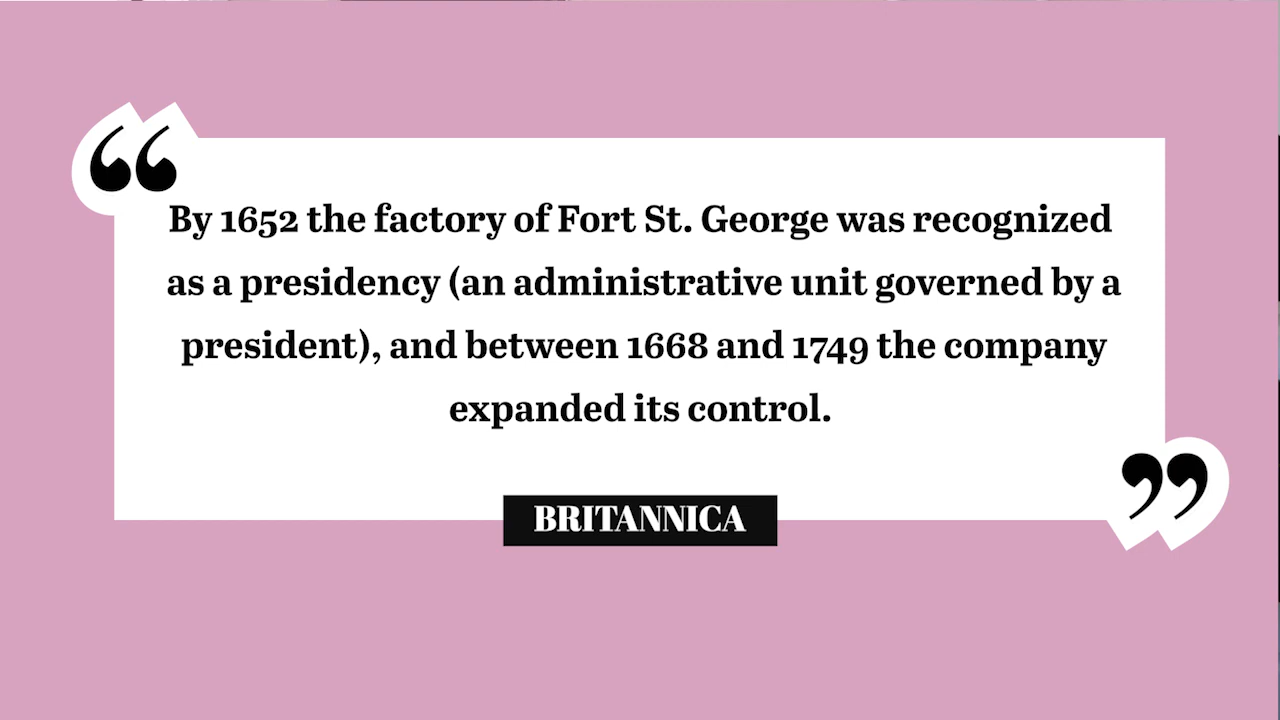 “
By 1652 the factory of Fort St. George was recognized
as a presidency (an administrative unit governed by a
president), and between 1668 and 1749 the company
expanded its control.
”
BRITANNICA